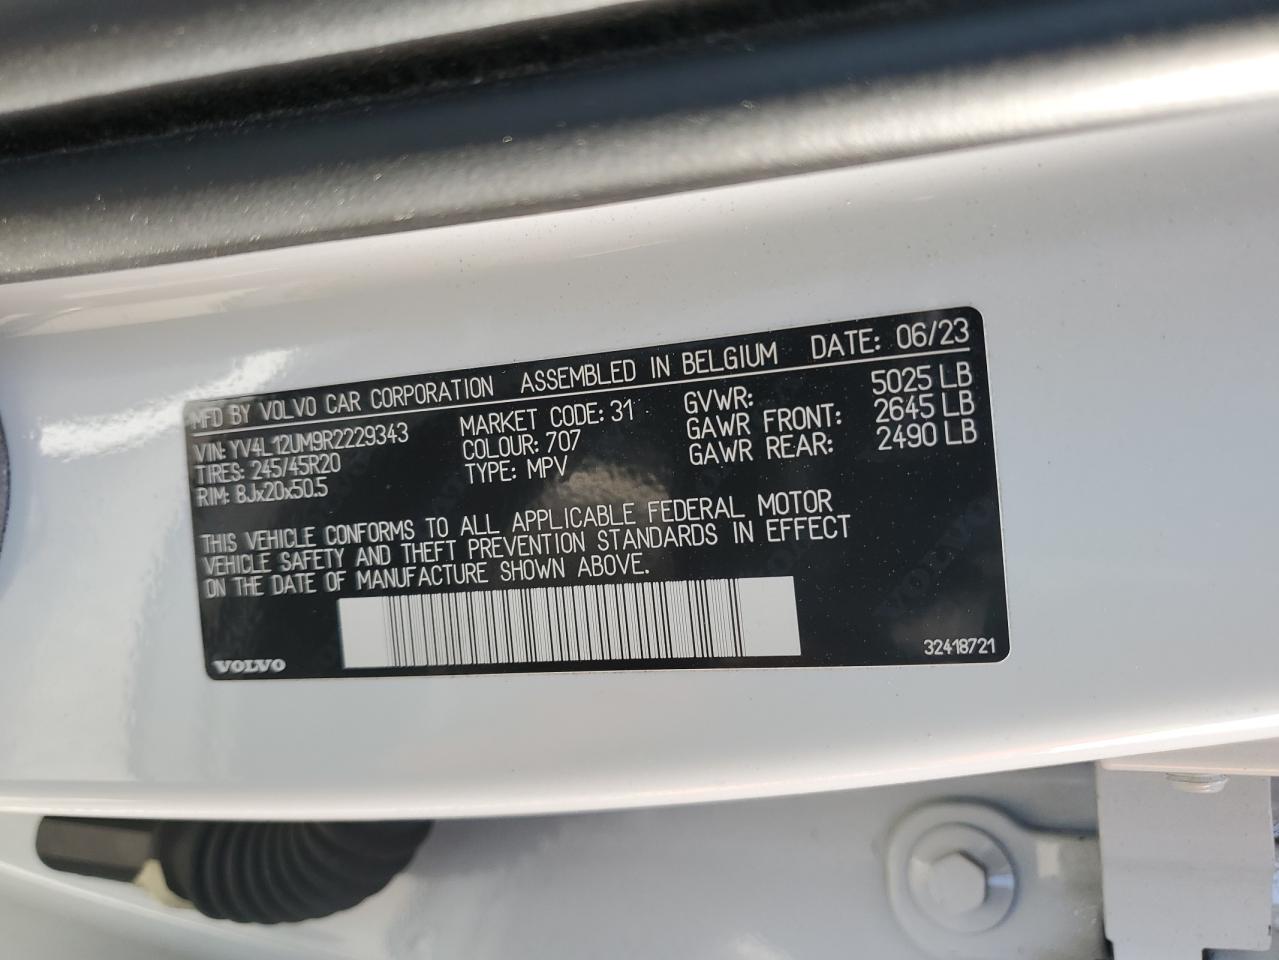 MFD BY VOLVO CAR CORPORATION ASSEMBLED IN BELGIUM DATE: 06/23
VIN: YV4L12UM9R2229343 MARKET CODE: 31 GVWR: 5025 LB
TIRES: 245/45R20 COLOUR: 707 GAWR FRONT: 2645 LB
RIM: 8Jx20x50.5 TYPE: MPV GAWR REAR: 2490 LB
THIS VEHICLE CONFORMS TO ALL APPLICABLE FEDERAL MOTOR
VEHICLE SAFETY AND THEFT PREVENTION STANDARDS IN EFFECT
ON THE DATE OF MANUFACTURE SHOWN ABOVE.
VOLVO 32418721